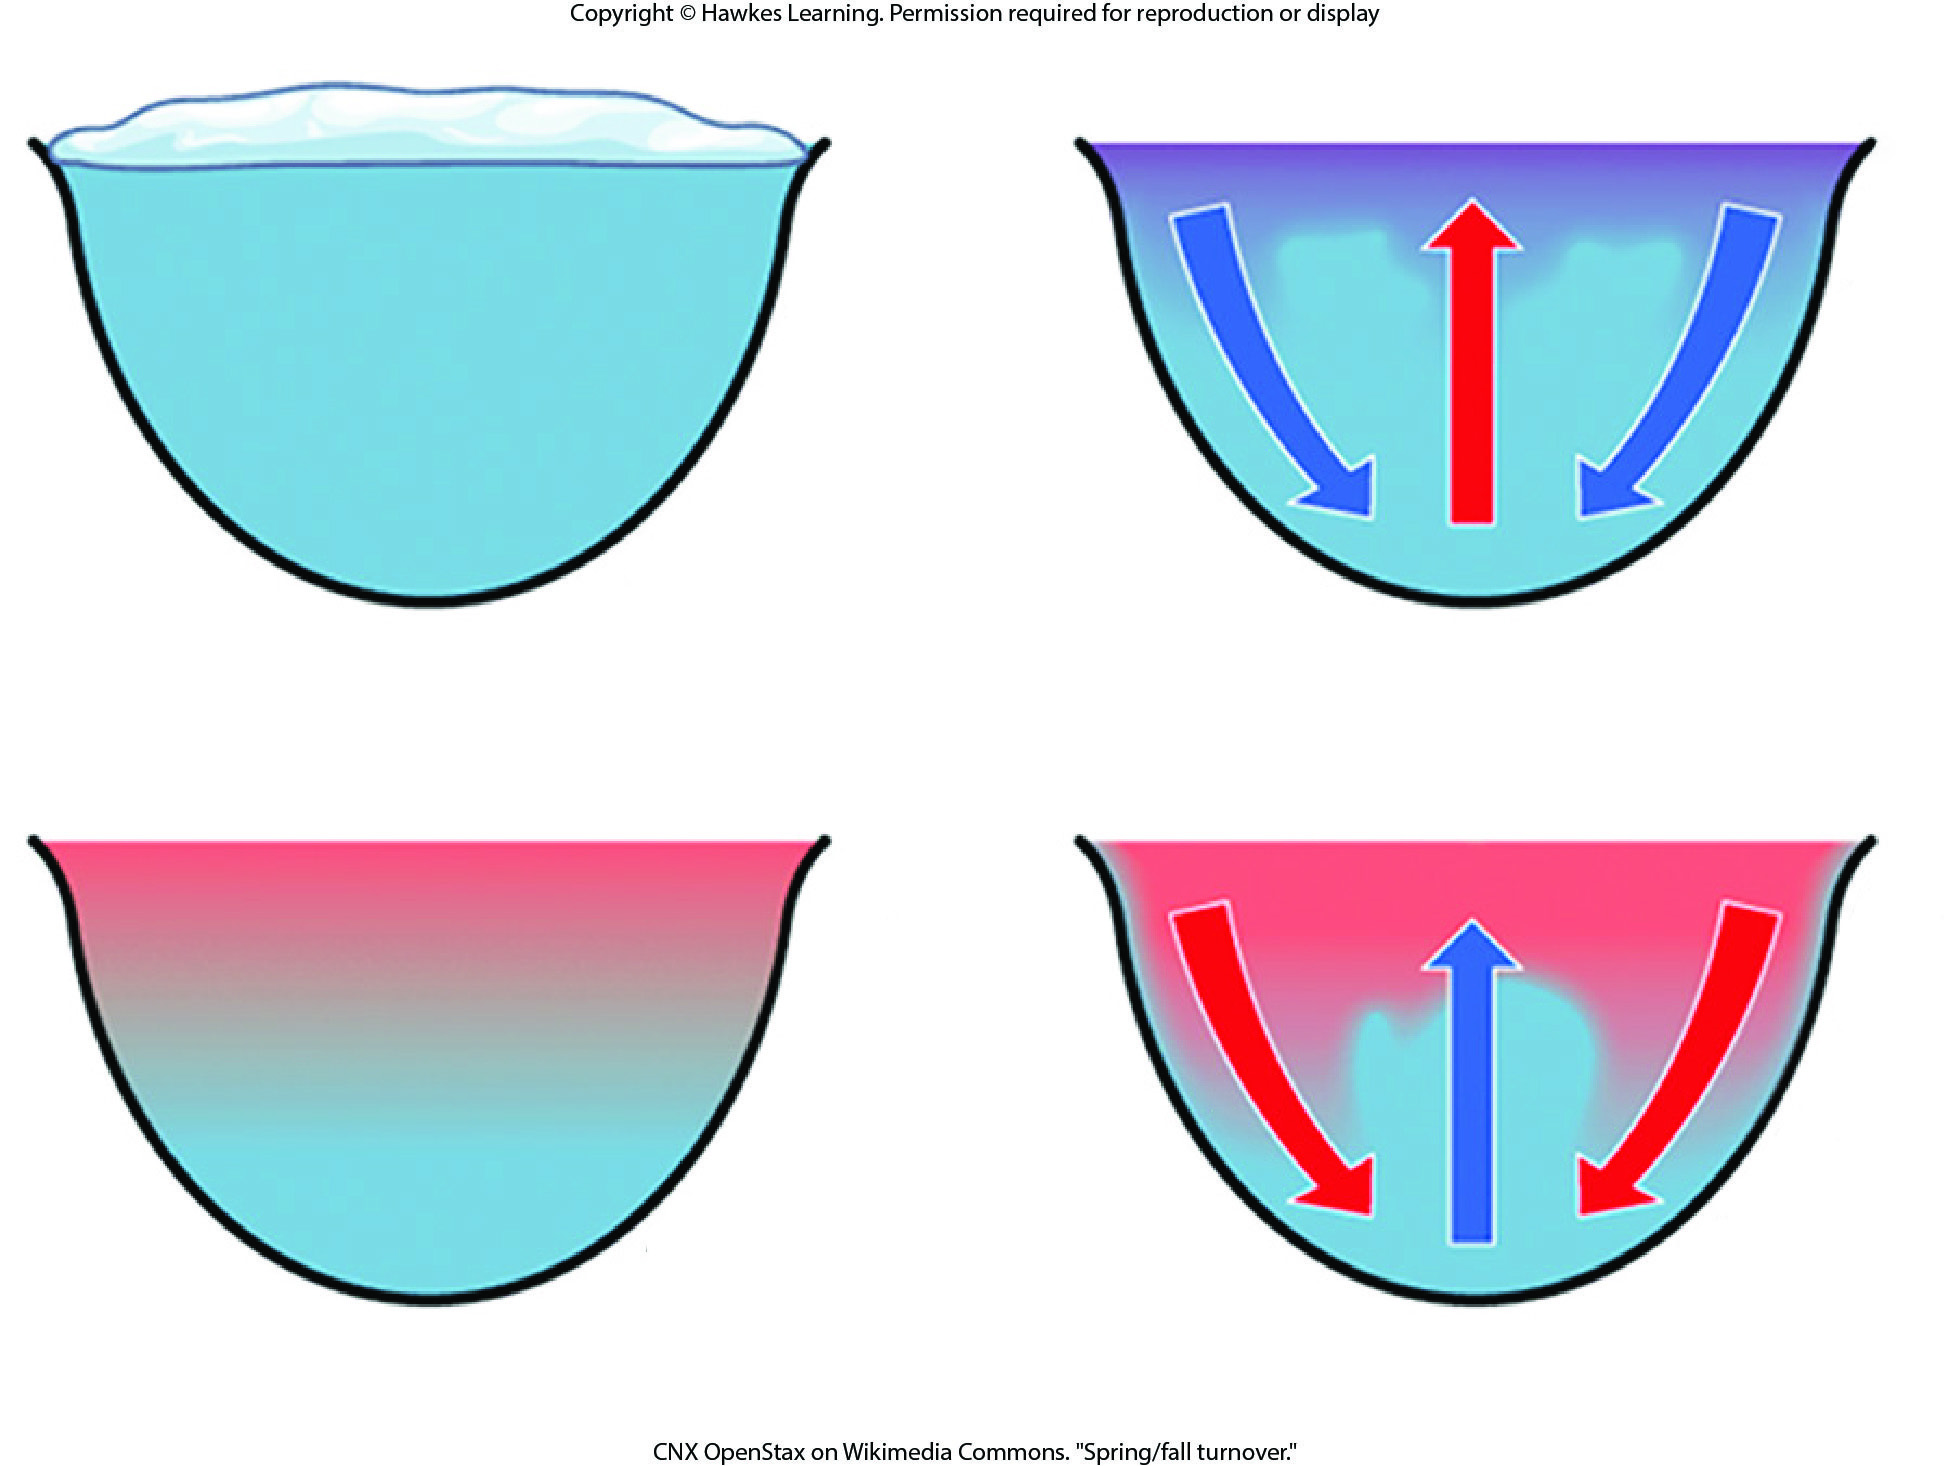 Copyright © Hawkes Learning. Permission required for reproduction or display
CNX OpenStax on Wikimedia Commons. "Spring/fall turnover."